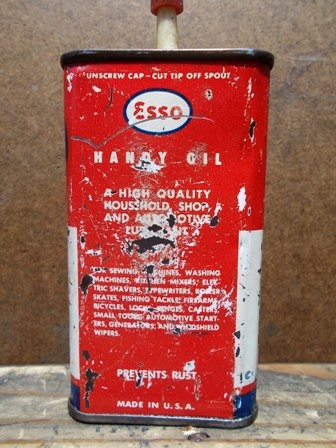 UNSCREW CAP - CUT TIP OFF SPOUT
Esso
HANDY OIL
A HIGH QUALITY
HOUSEHOLD, SHOP,
AND AUTOMOTIVE
LUBRICANT
FOR SEWING MACHINES, WASHING
MACHINES, KITCHEN MIXERS, ELEC-
TRIC SHAVERS, TYPEWRITERS, ROLLER
SKATES, FISHING TACKLE, FIREARMS,
BICYCLES, LOCKS, HINGES, CASTERS,
SMALL TOOLS, AUTOMOTIVE START-
ERS, GENERATORS, AND WINDSHIELD
WIPERS.
PREVENTS RUST
MADE IN U.S.A.